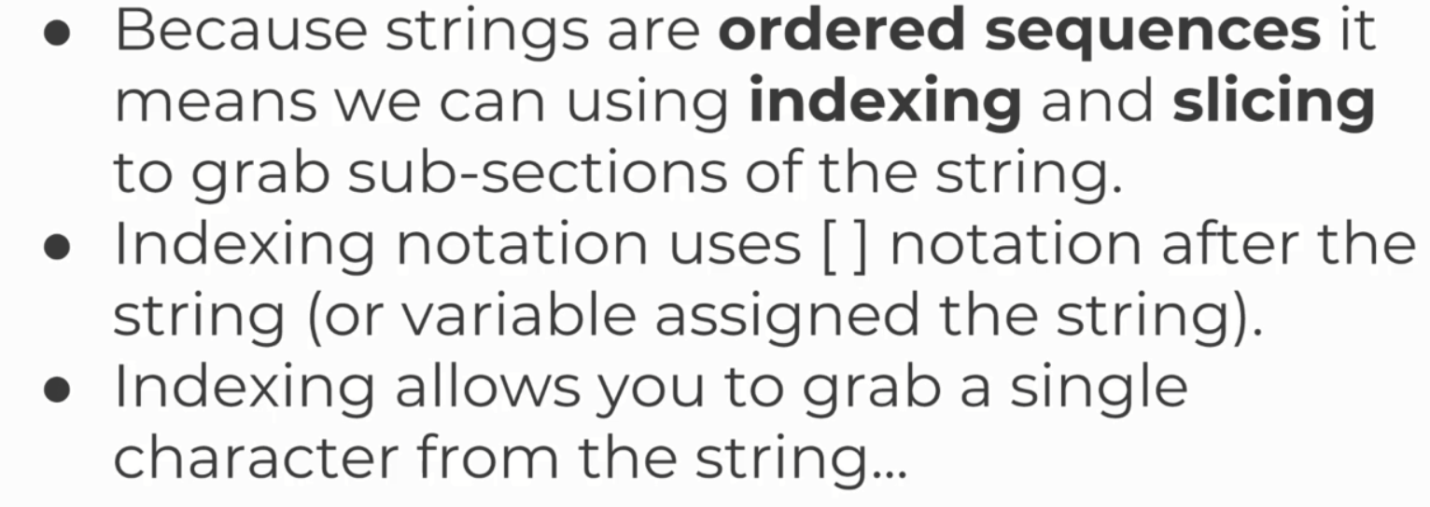 ● Because strings are ordered sequences it
means we can using indexing and slicing
to grab sub-sections of the string.
● Indexing notation uses [ ] notation after the
string (or variable assigned the string).
● Indexing allows you to grab a single
character from the string...